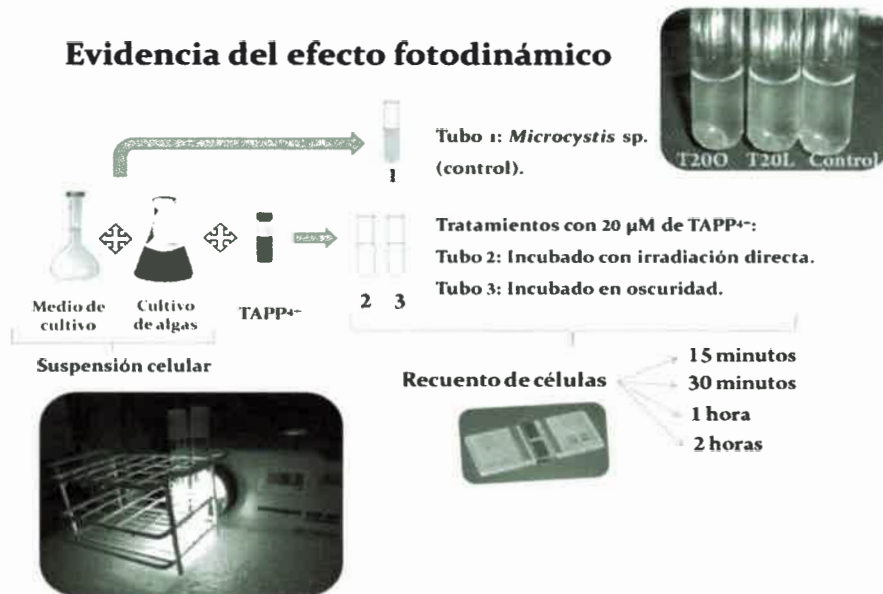 Evidencia del efecto fotodinámico
T20O T20L Control
Tubo 1: Microcystis sp.
(control).
1
Tratamientos con 20 µM de TAPP4+:
Tubo 2: Incubado con irradiación directa.
Tubo 3: Incubado en oscuridad.
2 3
Medio de
cultivo
Cultivo
de algas
TAPP4+
Suspensión celular
Recuento de células
15 minutos
30 minutos
1 hora
2 horas